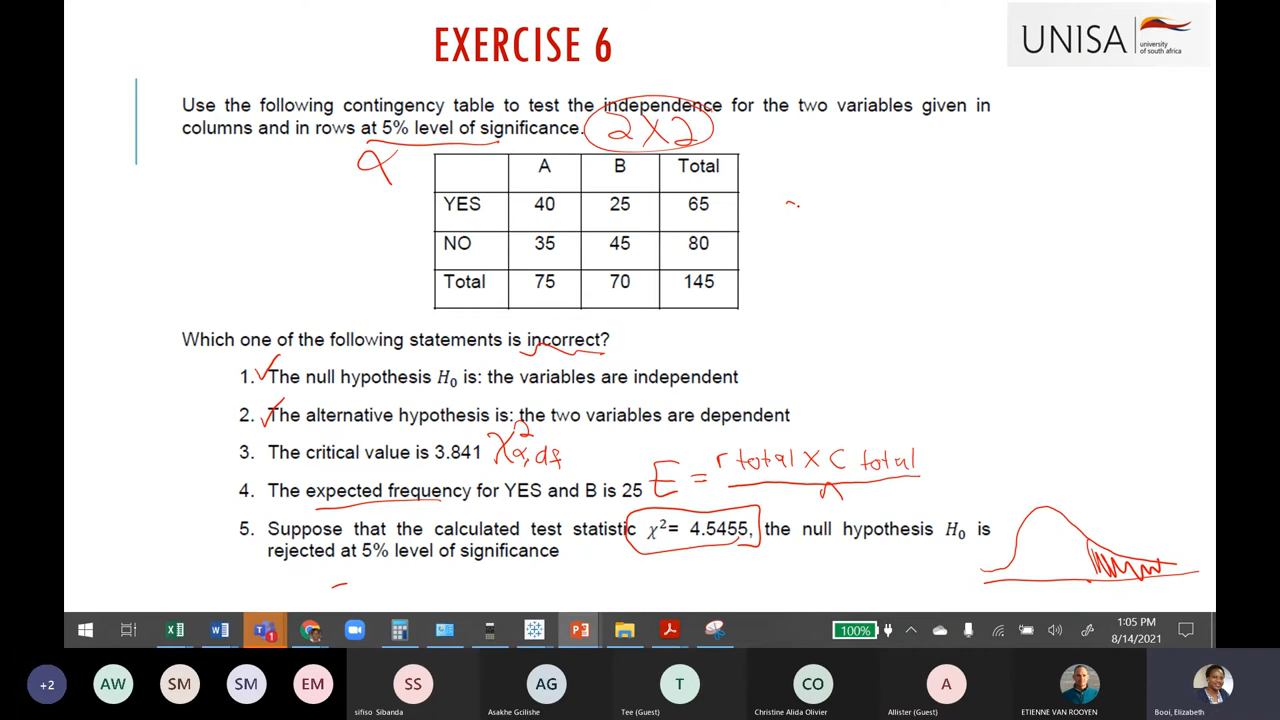 EXERCISE 6
UNISA
university
of south africa
Use the following contingency table to test the independence for the two variables given in
columns and in rows at 5% level of significance. 2 X 2
α
A B Total
YES 40 25 65
NO 35 45 80
Total 75 70 145
Which one of the following statements is incorrect?
1. The null hypothesis H₀ is: the variables are independent
2. The alternative hypothesis is: the two variables are dependent
3. The critical value is 3.841 χ² α, df
4. The expected frequency for YES and B is 25
E = r total X C total
n
5. Suppose that the calculated test statistic χ²= 4.5455, the null hypothesis H₀ is
rejected at 5% level of significance
100%
1:05 PM
8/14/2021
1
+2
AW
SM
SM
EM
SS
AG
T
CO
A
sifiso Sibanda
Asakhe Gcilishe
Tee (Guest)
Christine Alida Olivier
Allister (Guest)
ETIENNE VAN ROOYEN
Booi, Elizabeth